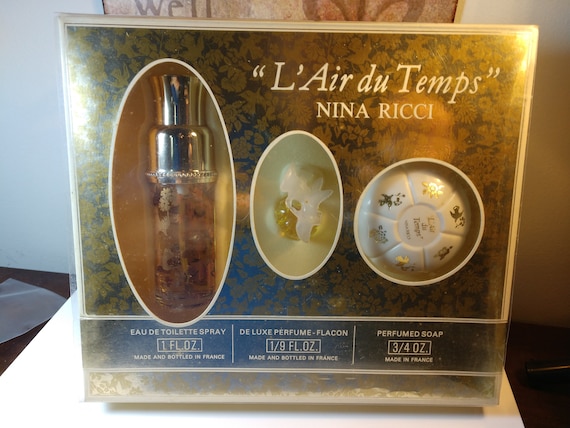 well
"L'Air du Temps"
NINA RICCI
L'Air
du
Temps
EAU DE TOILETTE SPRAY
1 FL.OZ.
MADE AND BOTTLED IN FRANCE
DE LUXE PERFUME-FLACON
1/9 FL.OZ.
MADE AND BOTTLED IN FRANCE
PERFUMED SOAP
3/4 OZ.
MADE IN FRANCE